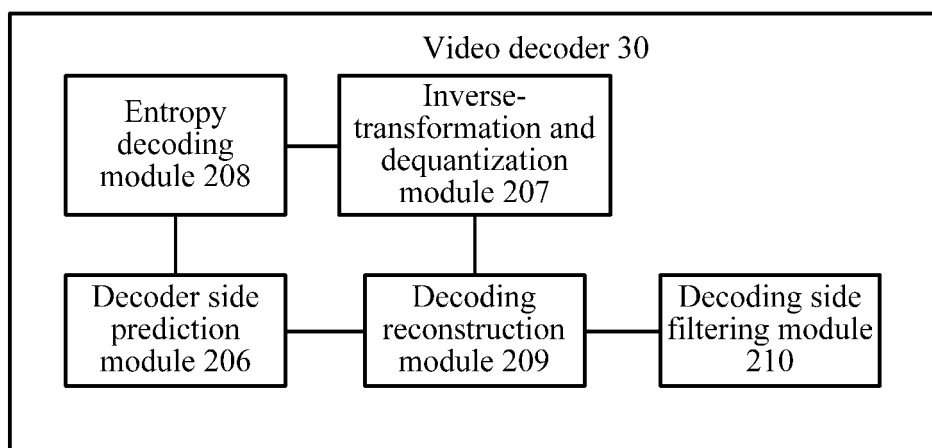 Video decoder 30
Entropy
decoding
module 208
Inverse-
transformation and
dequantization
module 207
Decoder side
prediction
module 206
Decoding
reconstruction
module 209
Decoding side
filtering module
210